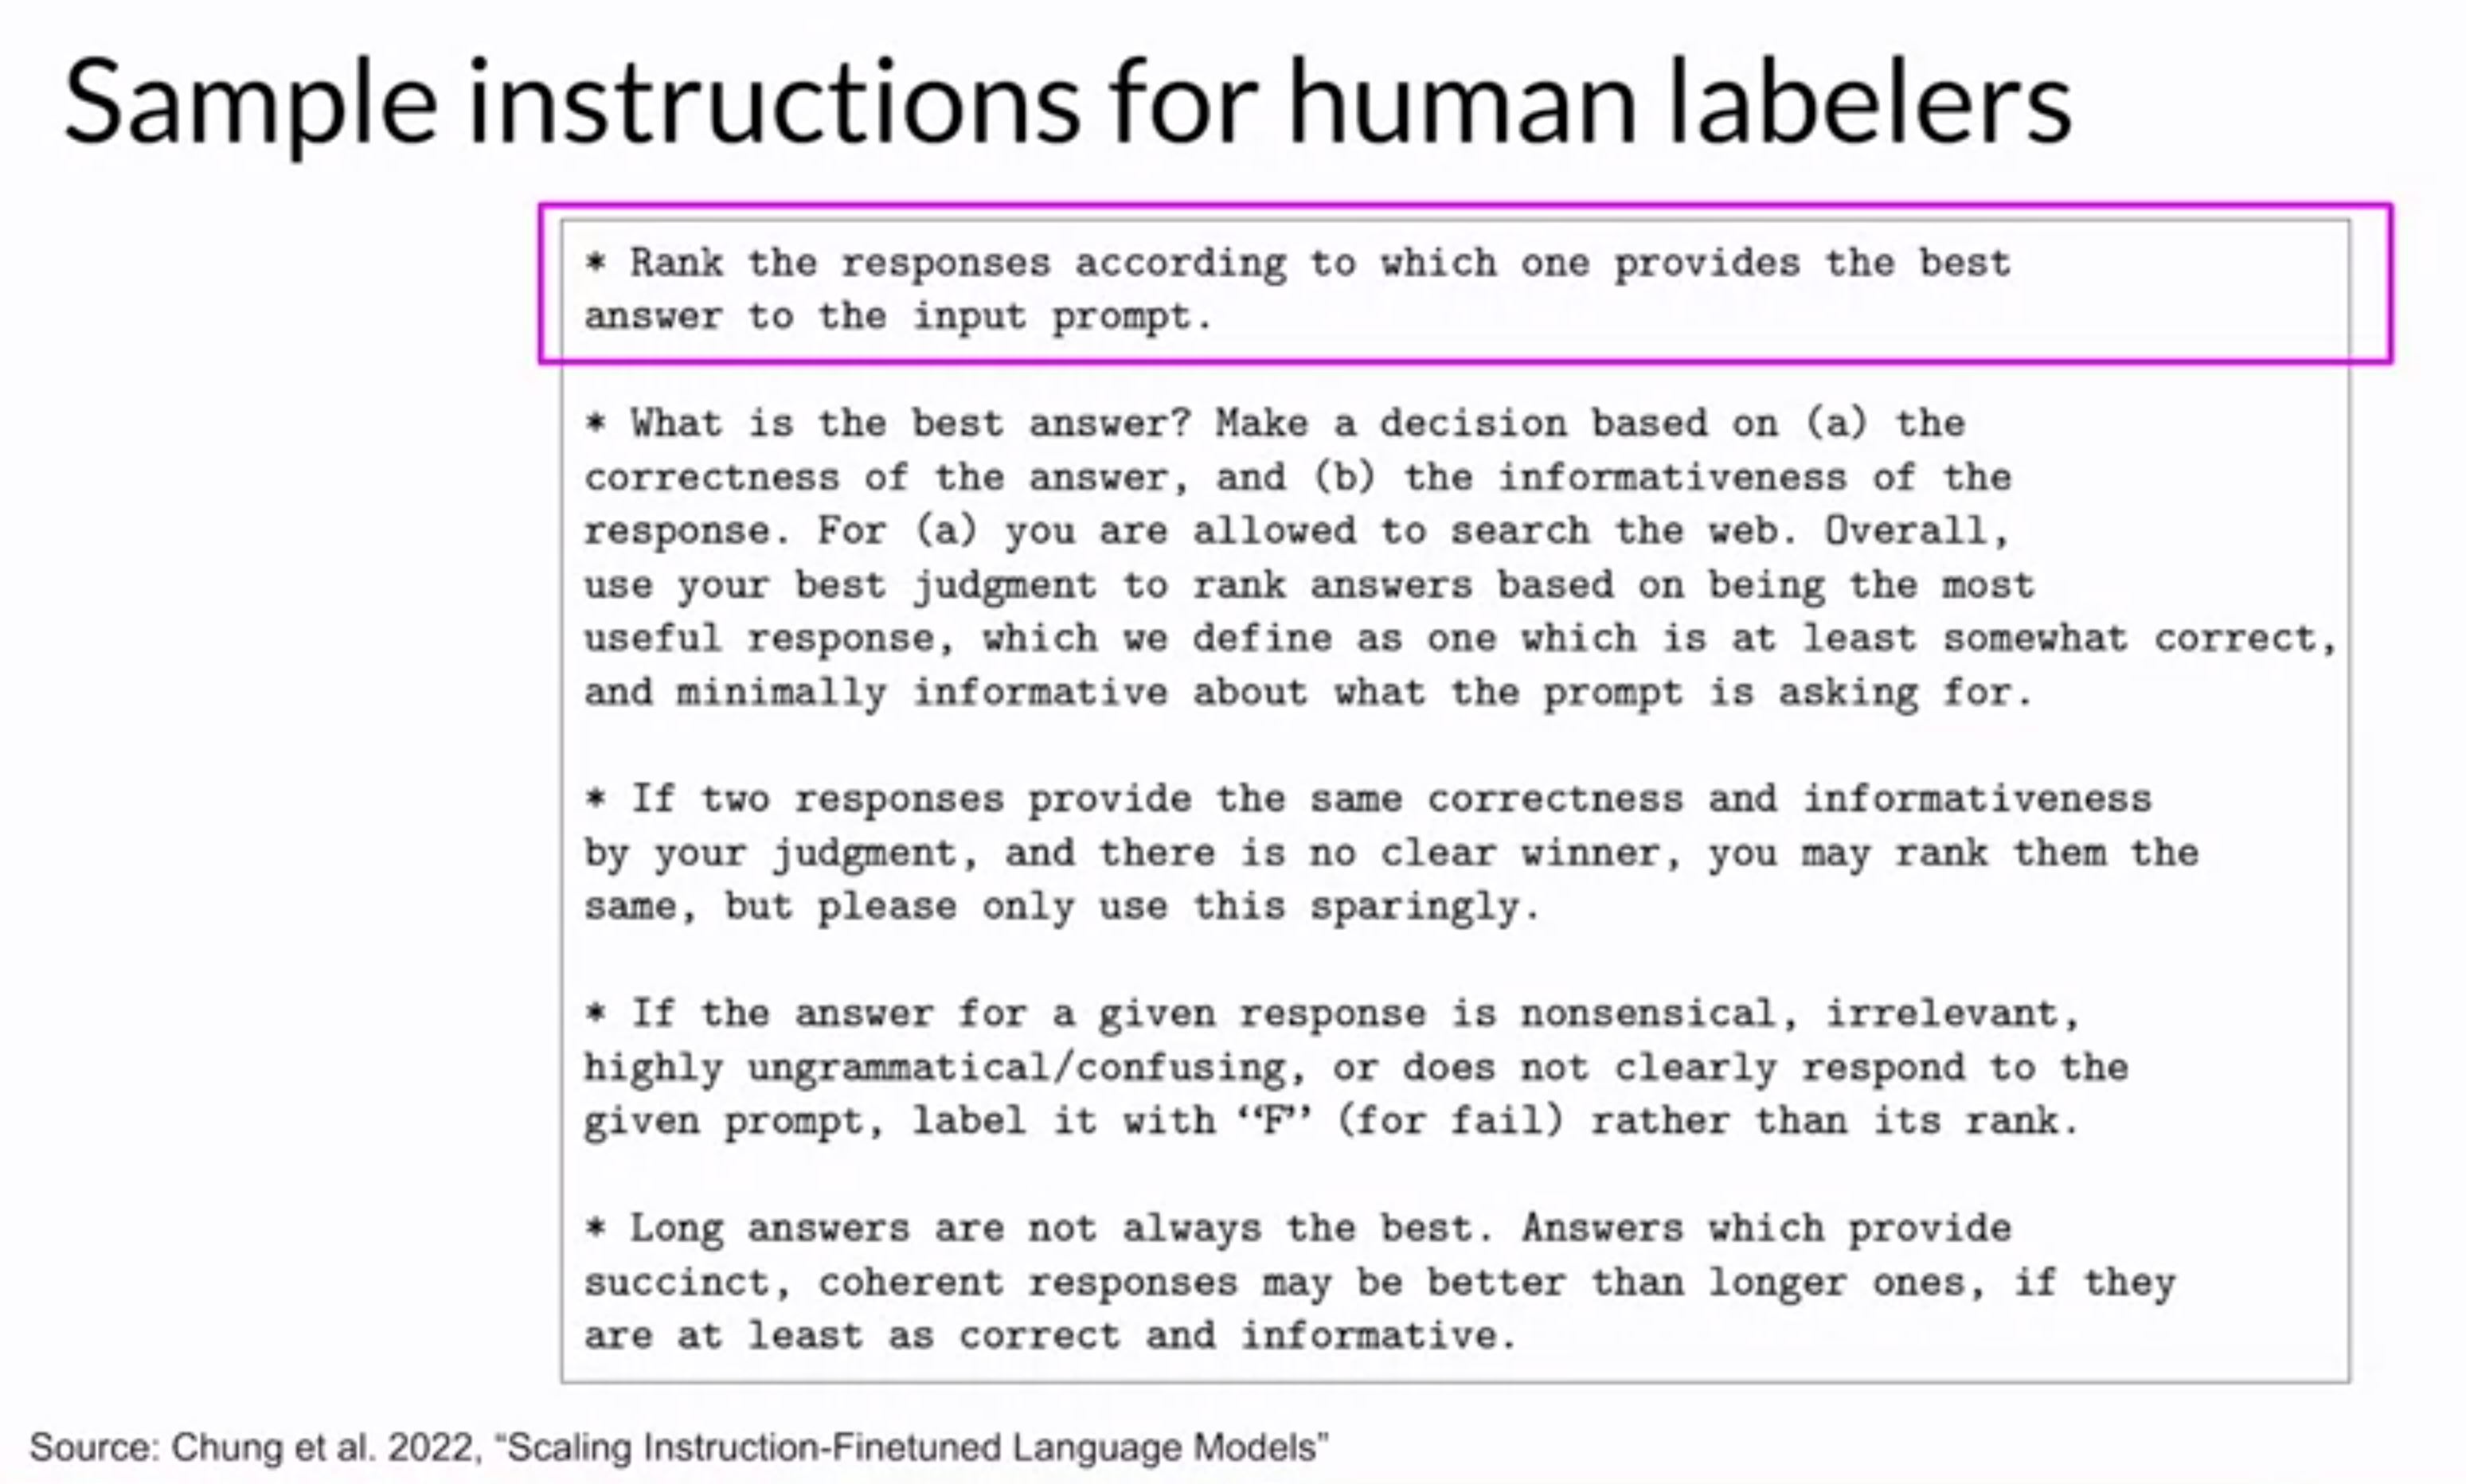 Sample instructions for human labelers
* Rank the responses according to which one provides the best
answer to the input prompt.
* What is the best answer? Make a decision based on (a) the
correctness of the answer, and (b) the informativeness of the
response. For (a) you are allowed to search the web. Overall,
use your best judgment to rank answers based on being the most
useful response, which we define as one which is at least somewhat correct,
and minimally informative about what the prompt is asking for.
* If two responses provide the same correctness and informativeness
by your judgment, and there is no clear winner, you may rank them the
same, but please only use this sparingly.
* If the answer for a given response is nonsensical, irrelevant,
highly ungrammatical/confusing, or does not clearly respond to the
given prompt, label it with “F” (for fail) rather than its rank.
* Long answers are not always the best. Answers which provide
succinct, coherent responses may be better than longer ones, if they
are at least as correct and informative.
Source: Chung et al. 2022, “Scaling Instruction-Finetuned Language Models”